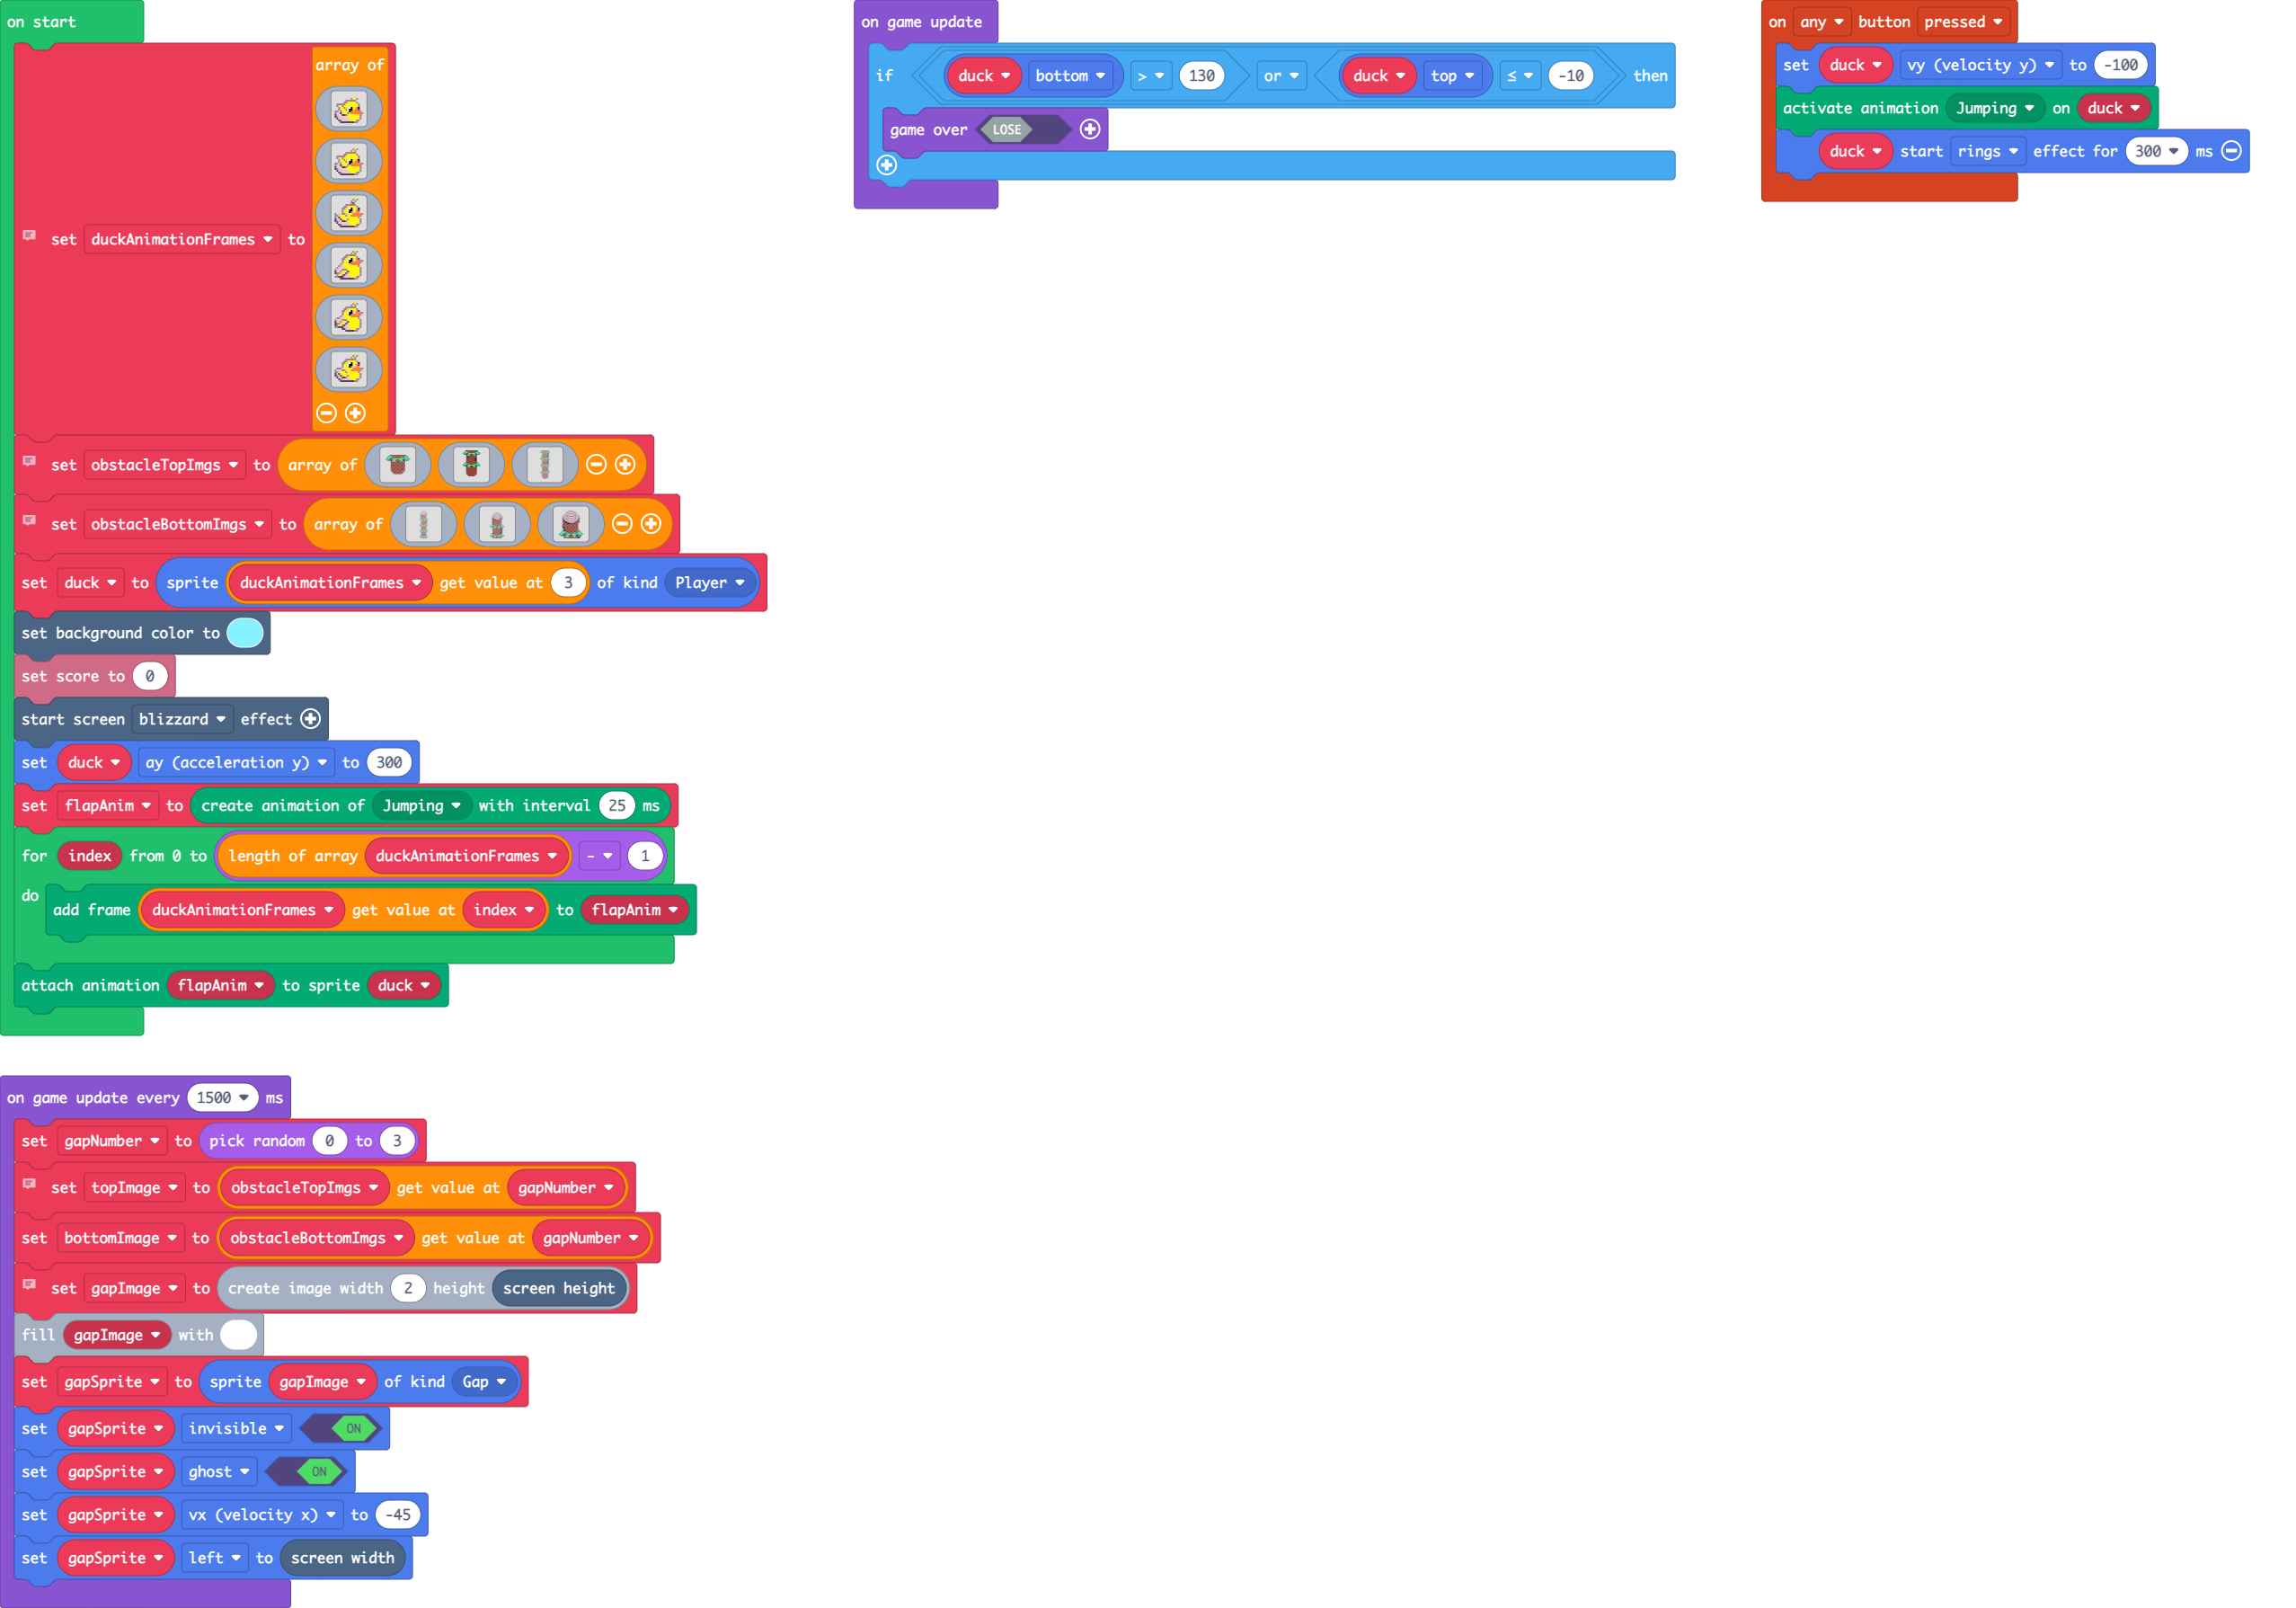 on start
array of
set duckAnimationFrames to
set obstacleTopImgs to array of
set obstacleBottomImgs to array of
set duck to sprite duckAnimationFrames get value at 3 of kind Player
set background color to
set score to 0
start screen blizzard effect
set duck ay (acceleration y) to 300
set flapAnim to create animation of Jumping with interval 25 ms
for index from 0 to length of array duckAnimationFrames - 1
do
add frame duckAnimationFrames get value at index to flapAnim
attach animation flapAnim to sprite duck
on game update
if duck bottom > 130 or duck top ≤ -10 then
game over LOSE
on any button pressed
set duck vy (velocity y) to -100
activate animation Jumping on duck
duck start rings effect for 300 ms
on game update every 1500 ms
set gapNumber to pick random 0 to 3
set topImage to obstacleTopImgs get value at gapNumber
set bottomImage to obstacleBottomImgs get value at gapNumber
set gapImage to create image width 2 height screen height
fill gapImage with
set gapSprite to sprite gapImage of kind Gap
set gapSprite invisible ON
set gapSprite ghost ON
set gapSprite vx (velocity x) to -45
set gapSprite left to screen width